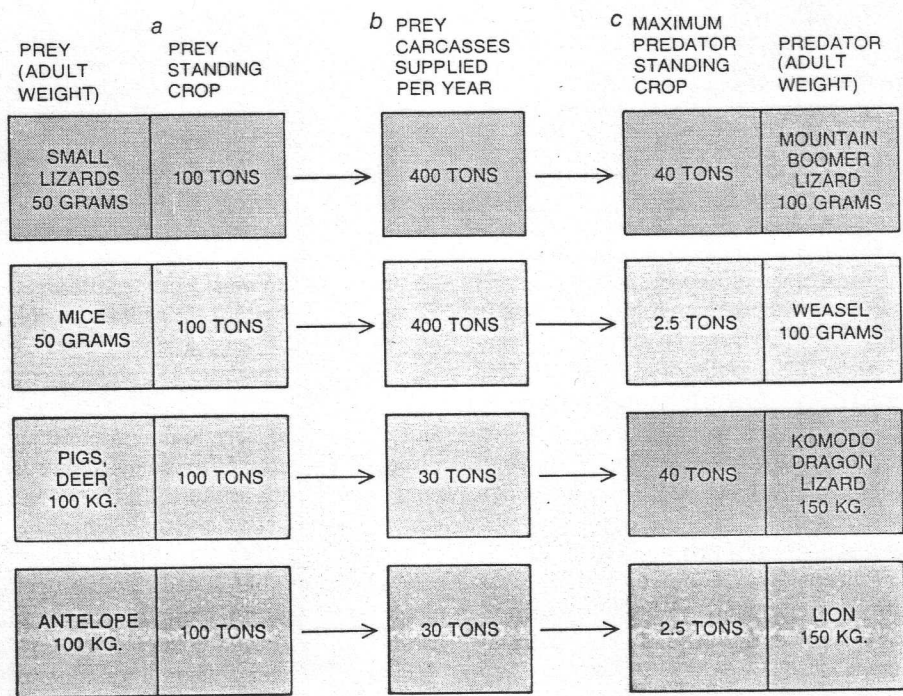 a
PREY
(ADULT
WEIGHT)
PREY
STANDING
CROP
b
PREY
CARCASSES
SUPPLIED
PER YEAR
c
MAXIMUM
PREDATOR
STANDING
CROP
PREDATOR
(ADULT
WEIGHT)
SMALL
LIZARDS
50 GRAMS
100 TONS
400 TONS
40 TONS
MOUNTAIN
BOOMER
LIZARD
100 GRAMS
MICE
50 GRAMS
100 TONS
400 TONS
2.5 TONS
WEASEL
100 GRAMS
PIGS,
DEER
100 KG.
100 TONS
30 TONS
40 TONS
KOMODO
DRAGON
LIZARD
150 KG.
ANTELOPE
100 KG.
100 TONS
30 TONS
2.5 TONS
LION
150 KG.